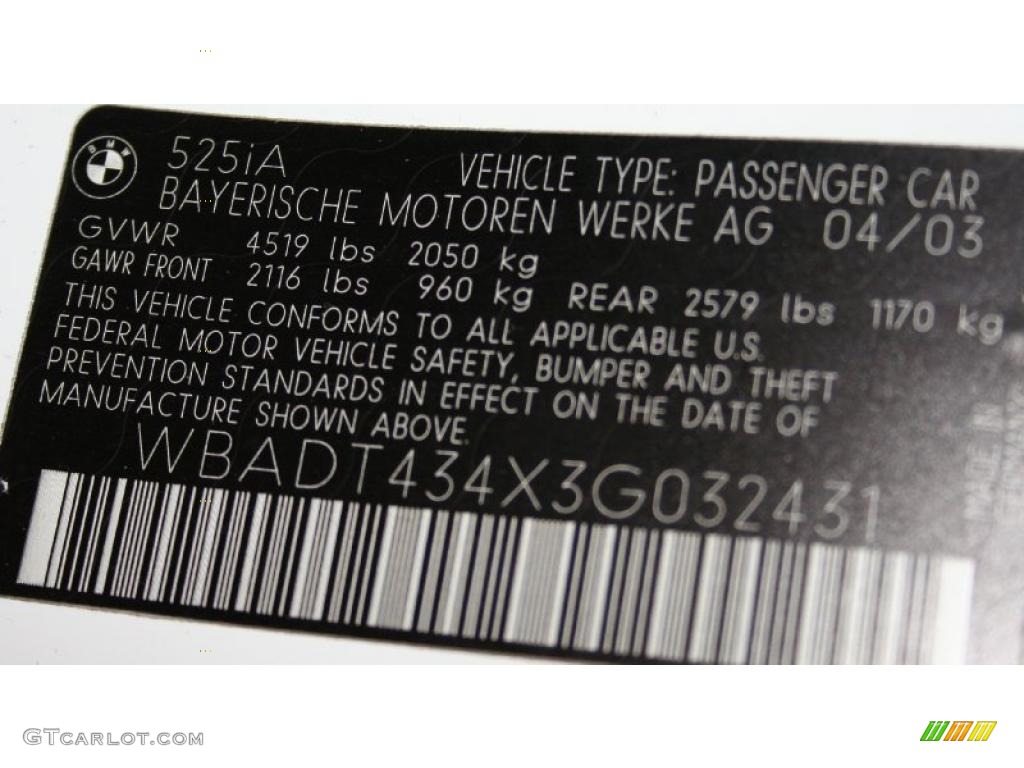 BMW
525iA VEHICLE TYPE: PASSENGER CAR
BAYERISCHE MOTOREN WERKE AG 04/03
GVWR 4519 lbs 2050 kg
GAWR FRONT 2116 lbs 960 kg REAR 2579 lbs 1170 kg
THIS VEHICLE CONFORMS TO ALL APPLICABLE U.S.
FEDERAL MOTOR VEHICLE SAFETY, BUMPER AND THEFT
PREVENTION STANDARDS IN EFFECT ON THE DATE OF
MANUFACTURE SHOWN ABOVE.
WBADT434X3G032431
GTCARLOT.COM